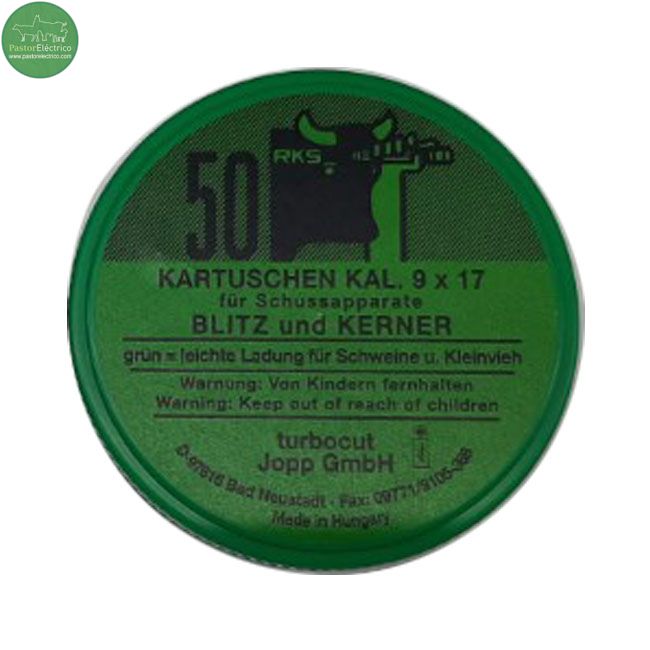 PastorEléctrico
www.pastorelectrico.com
50
RKS
KARTUSCHEN KAL. 9 x 17
für Schussapparate
BLITZ und KERNER
grün = leichte Ladung für Schweine u. Kleinvieh
Warnung: Von Kindern fernhalten
Warning: Keep out of reach of children
turbocut
Jopp GmbH
D-97616 Bad Neustadt - Fax: 09771/9105-388
Made in Hungary